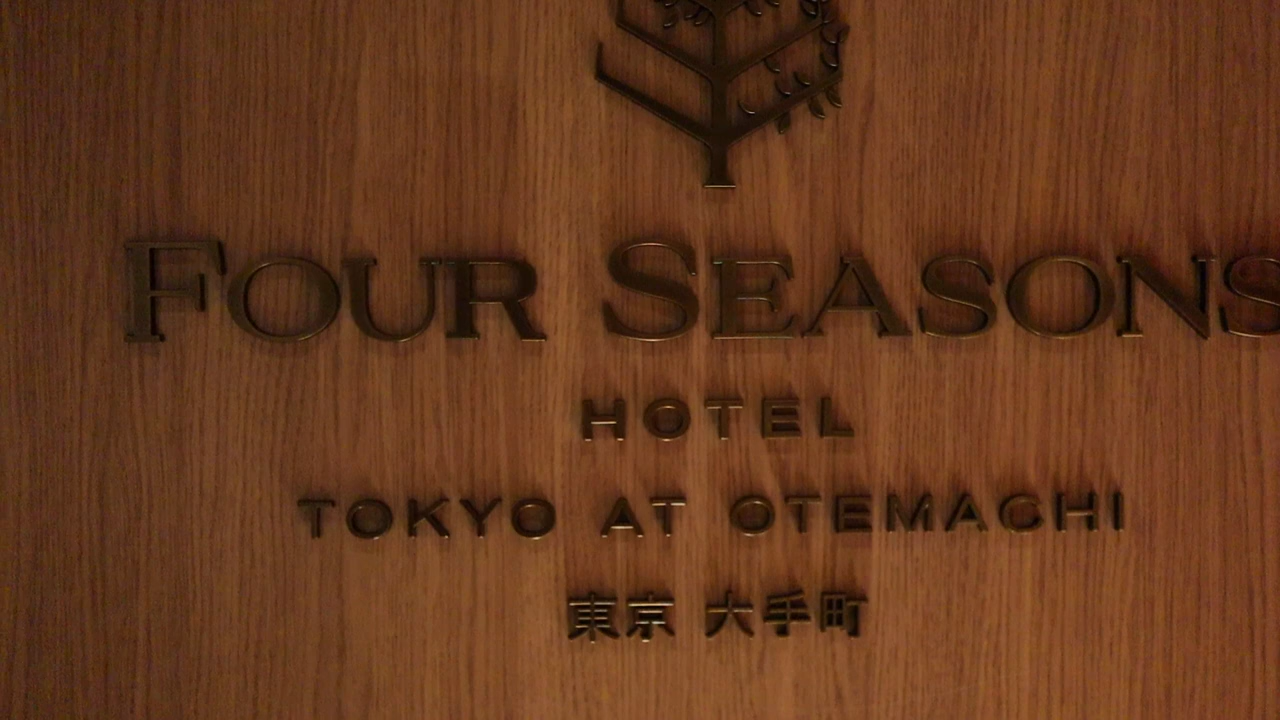 FOUR SEASONS
HOTEL
TOKYO AT OTEMACHI
東京 大手町